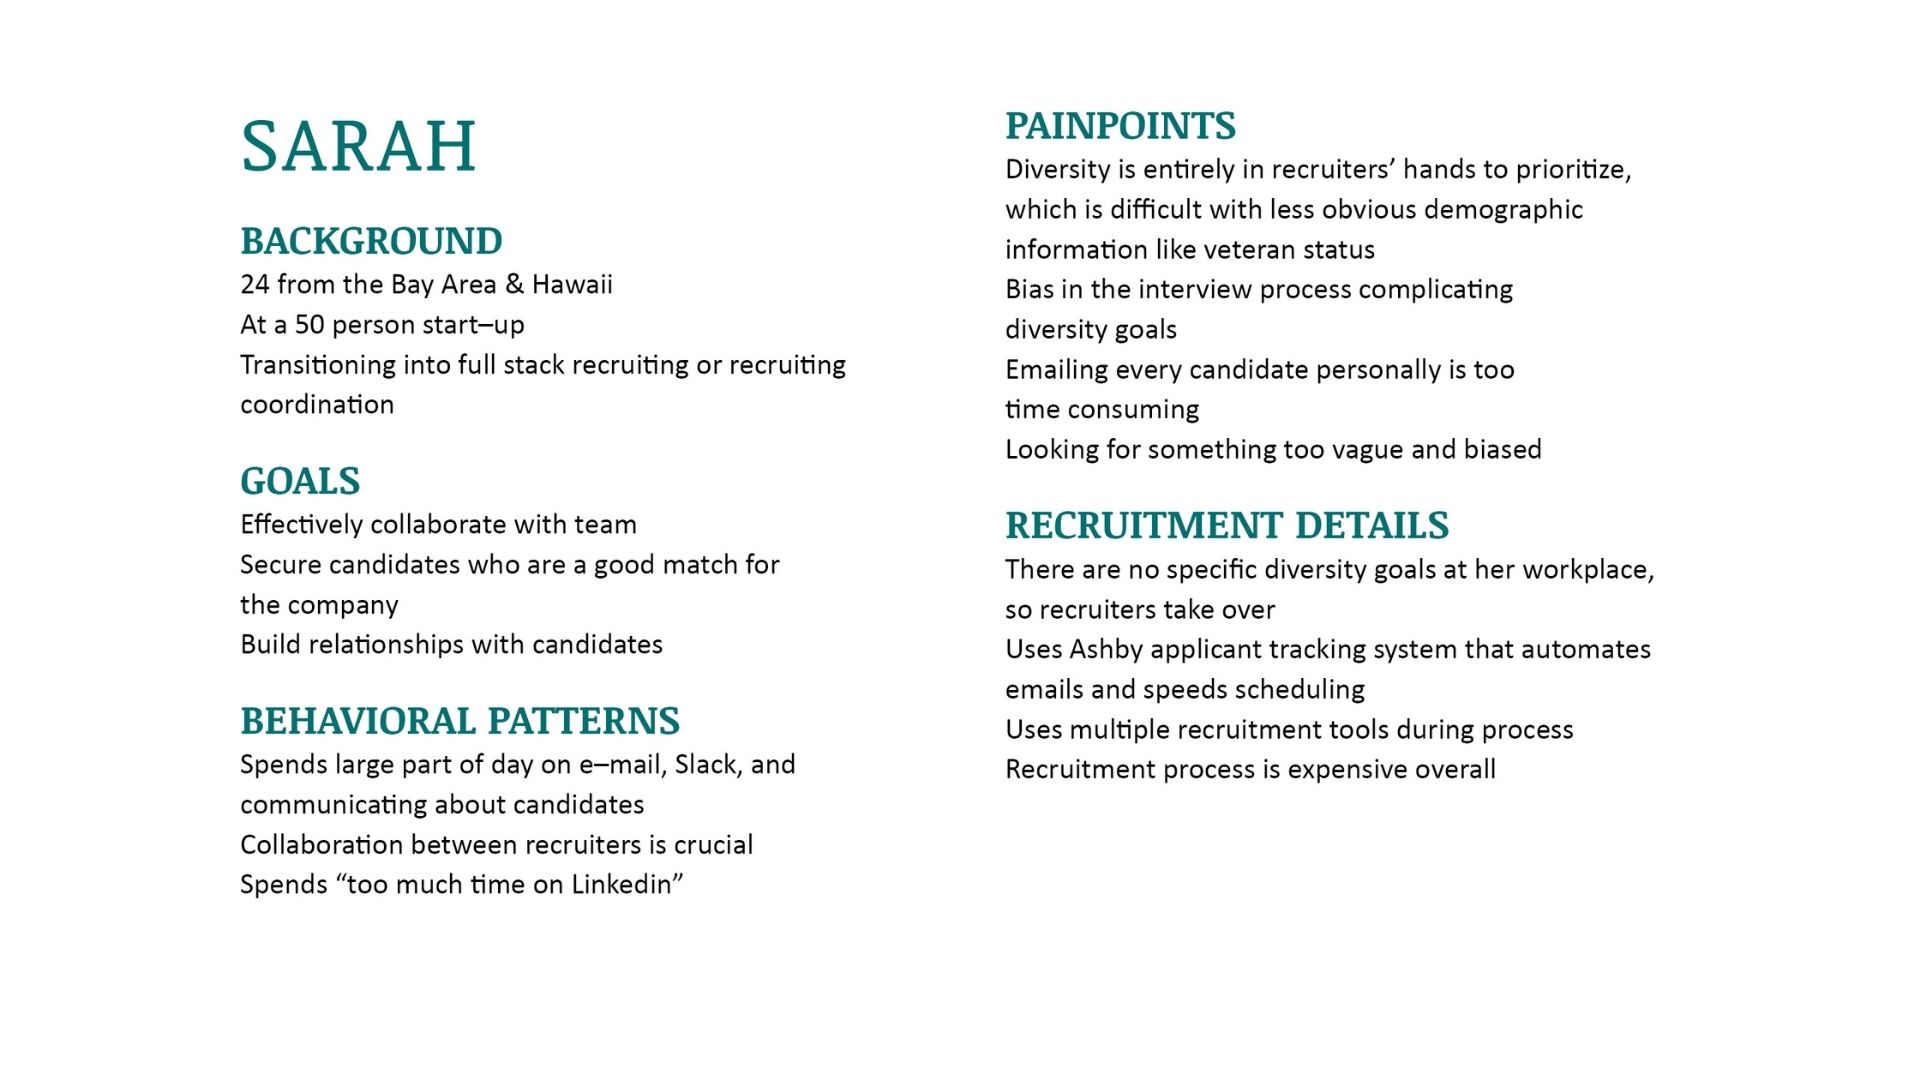 SARAH
BACKGROUND
24 from the Bay Area & Hawaii
At a 50 person start–up
Transitioning into full stack recruiting or recruiting
coordination
GOALS
Effectively collaborate with team
Secure candidates who are a good match for
the company
Build relationships with candidates
BEHAVIORAL PATTERNS
Spends large part of day on e–mail, Slack, and
communicating about candidates
Collaboration between recruiters is crucial
Spends “too much time on Linkedin”
PAINPOINTS
Diversity is entirely in recruiters’ hands to prioritize,
which is difficult with less obvious demographic
information like veteran status
Bias in the interview process complicating
diversity goals
Emailing every candidate personally is too
time consuming
Looking for something too vague and biased
RECRUITMENT DETAILS
There are no specific diversity goals at her workplace,
so recruiters take over
Uses Ashby applicant tracking system that automates
emails and speeds scheduling
Uses multiple recruitment tools during process
Recruitment process is expensive overall